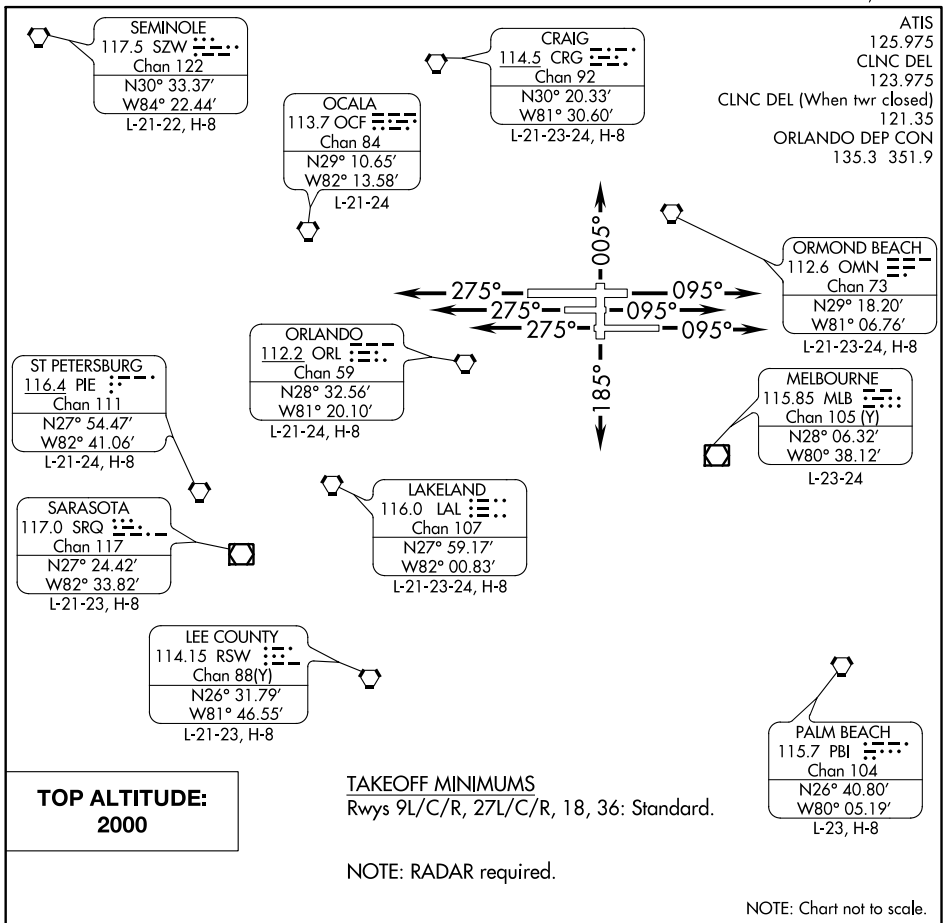 SEMINOLE
117.5 SZW
Chan 122
N30° 33.37'
W84° 22.44'
L-21-22, H-8
CRAIG
114.5 CRG
Chan 92
N30° 20.33'
W81° 30.60'
L-21-23-24, H-8
ATIS
125.975
CLNC DEL
123.975
CLNC DEL (When twr closed)
121.35
ORLANDO DEP CON
135.3 351.9
OCALA
113.7 OCF
Chan 84
N29° 10.65'
W82° 13.58'
L-21-24
005°
275°
095°
275°
095°
275°
095°
185°
ORMOND BEACH
112.6 OMN
Chan 73
N29° 18.20'
W81° 06.76'
L-21-23-24, H-8
ORLANDO
112.2 ORL
Chan 59
N28° 32.56'
W81° 20.10'
L-21-24, H-8
ST PETERSBURG
116.4 PIE
Chan 111
N27° 54.47'
W82° 41.06'
L-21-24, H-8
MELBOURNE
115.85 MLB
Chan 105 (Y)
N28° 06.32'
W80° 38.12'
L-23-24
LAKELAND
116.0 LAL
Chan 107
N27° 59.17'
W82° 00.83'
L-21-23-24, H-8
SARASOTA
117.0 SRQ
Chan 117
N27° 24.42'
W82° 33.82'
L-21-23, H-8
LEE COUNTY
114.15 RSW
Chan 88(Y)
N26° 31.79'
W81° 46.55'
L-21-23, H-8
PALM BEACH
115.7 PBI
Chan 104
N26° 40.80'
W80° 05.19'
L-23, H-8
TOP ALTITUDE:
2000
TAKEOFF MINIMUMS
Rwys 9L/C/R, 27L/C/R, 18, 36: Standard.
NOTE: RADAR required.
NOTE: Chart not to scale.